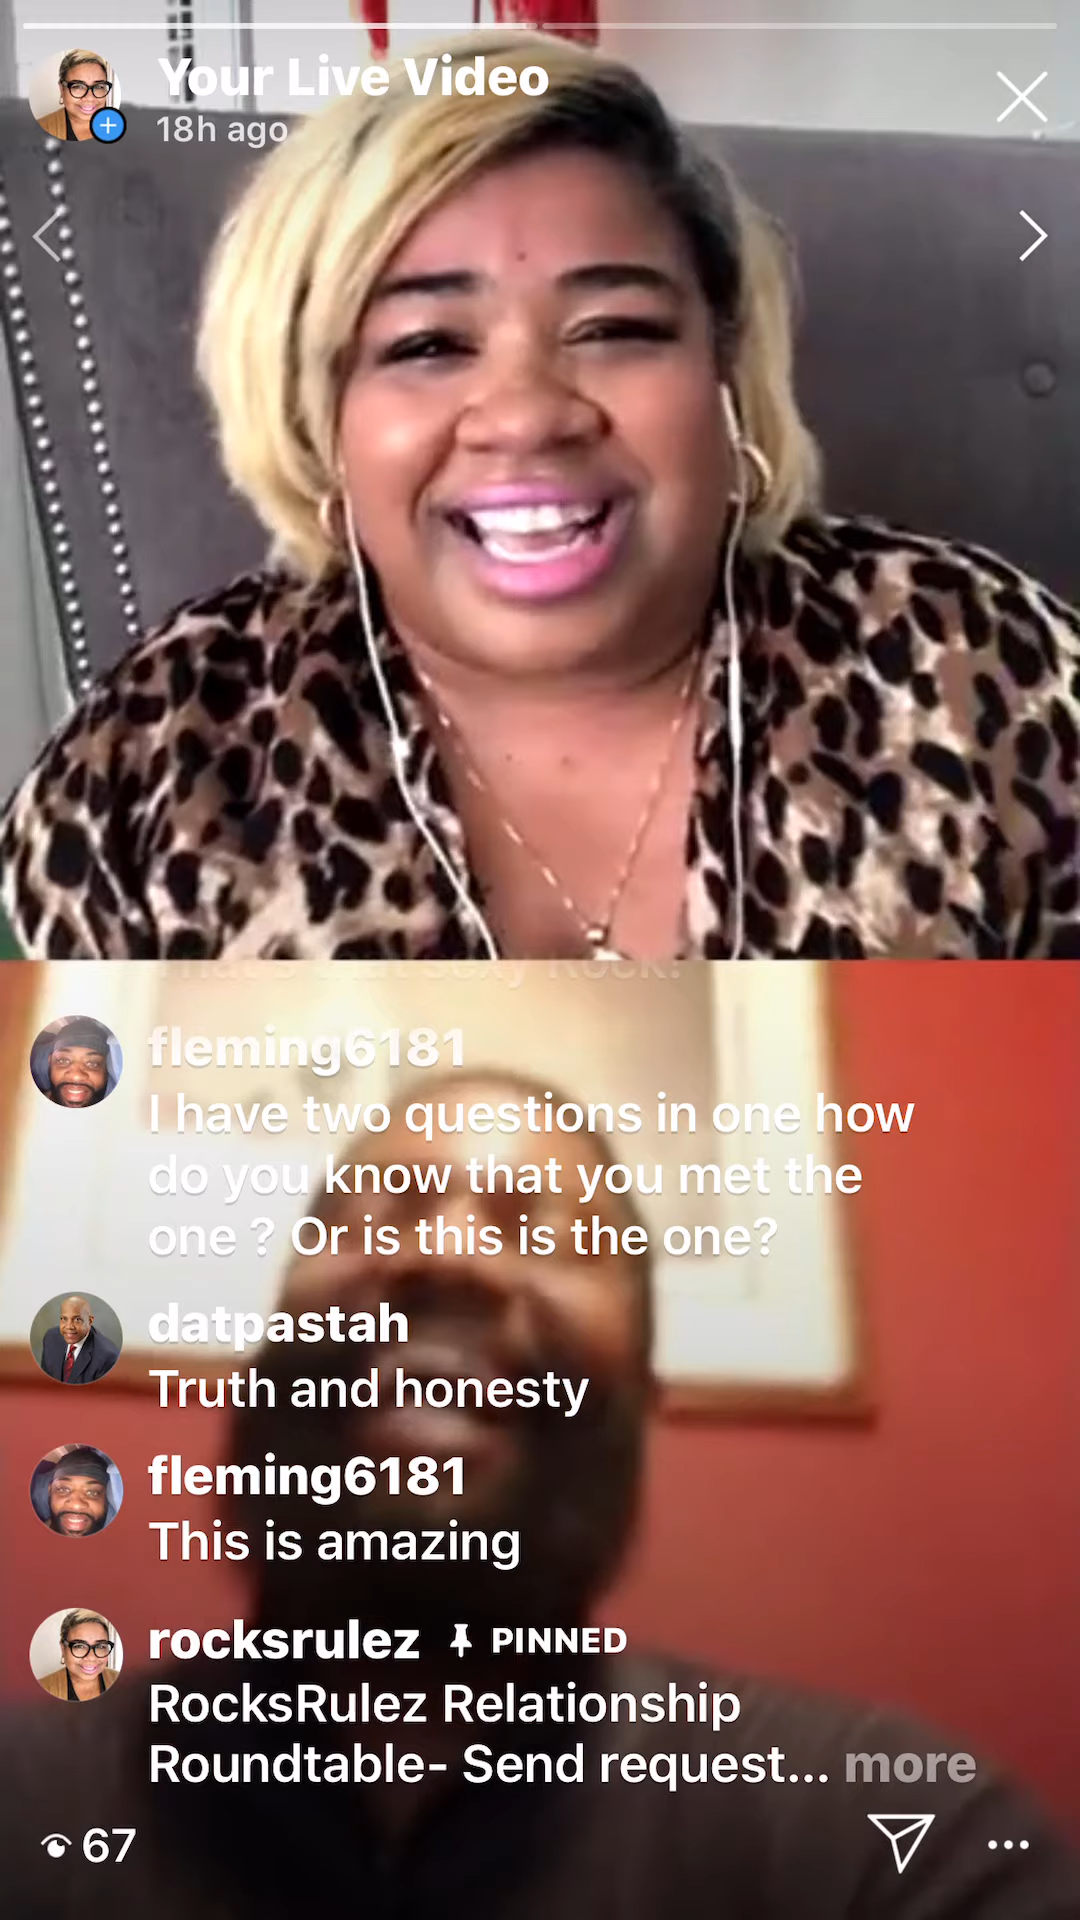 Your Live Video
18h ago
fleming6181
I have two questions in one how
do you know that you met the
one ? Or is this is the one?
datpastah
Truth and honesty
fleming6181
This is amazing
rocksrulez PINNED
RocksRulez Relationship
Roundtable- Send request... more
67